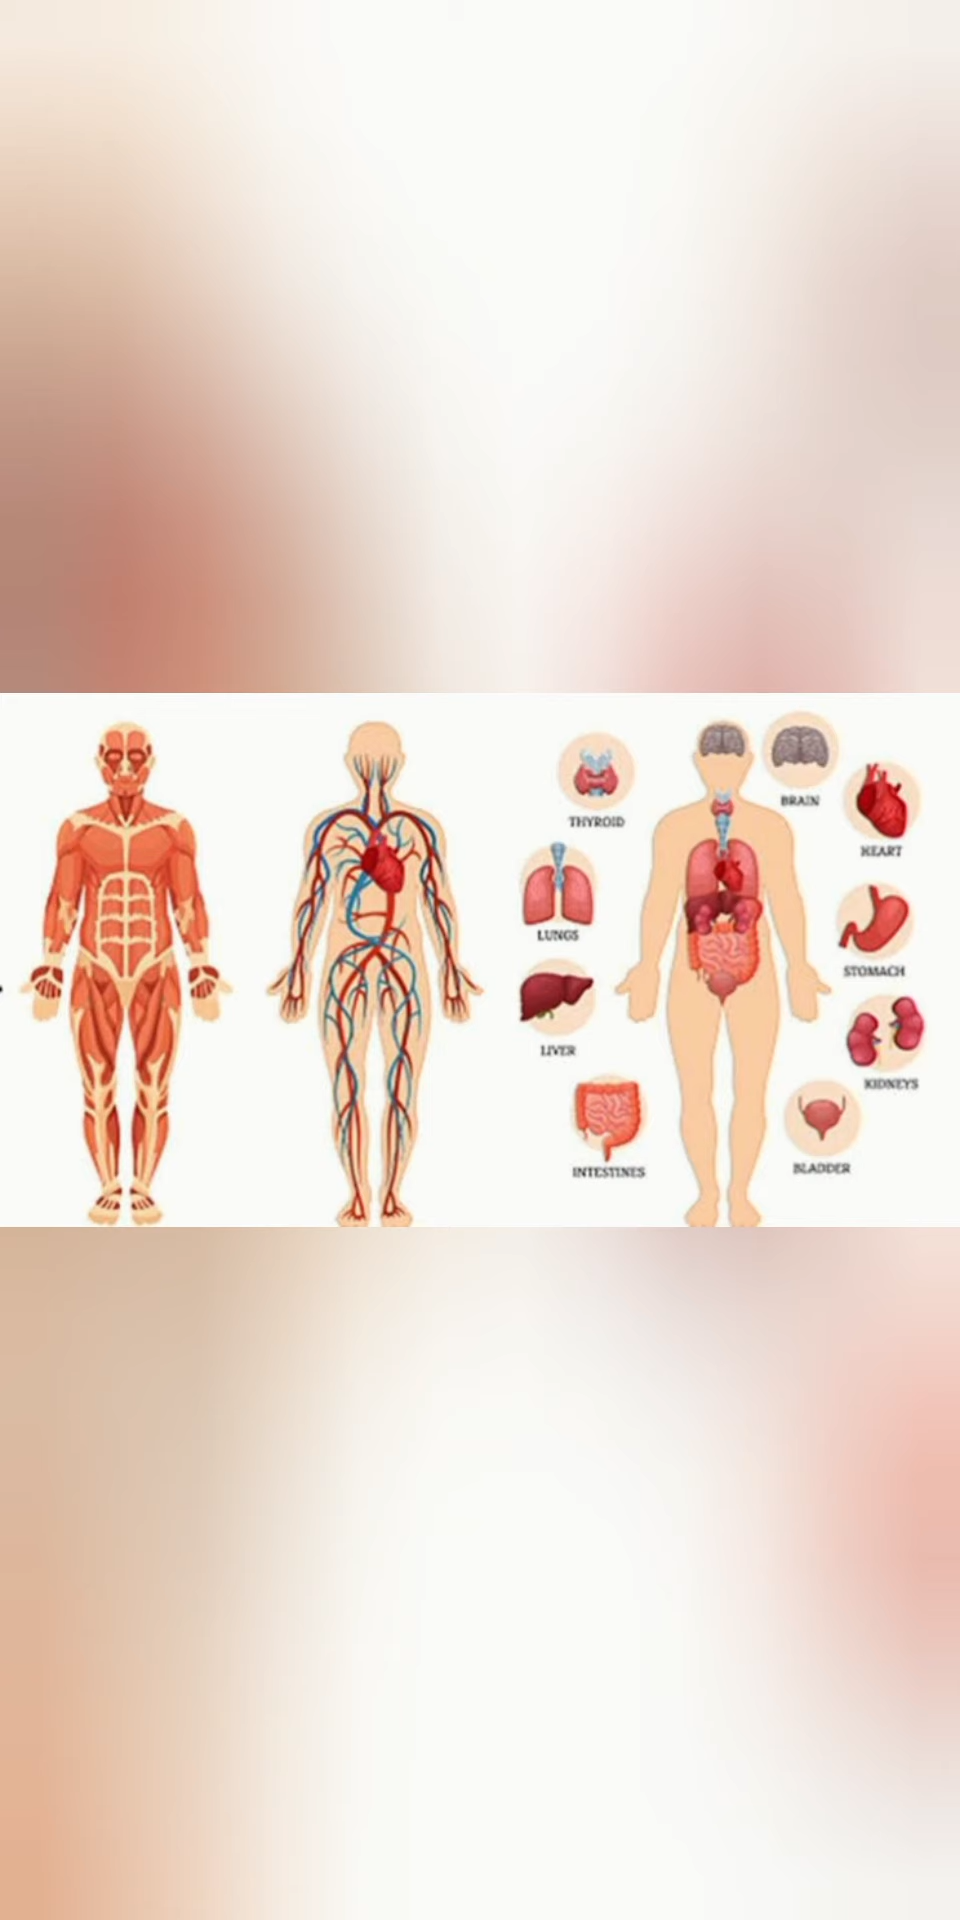 THYROID
BRAIN
HEART
LUNGS
STOMACH
LIVER
KIDNEYS
INTESTINES
BLADDER